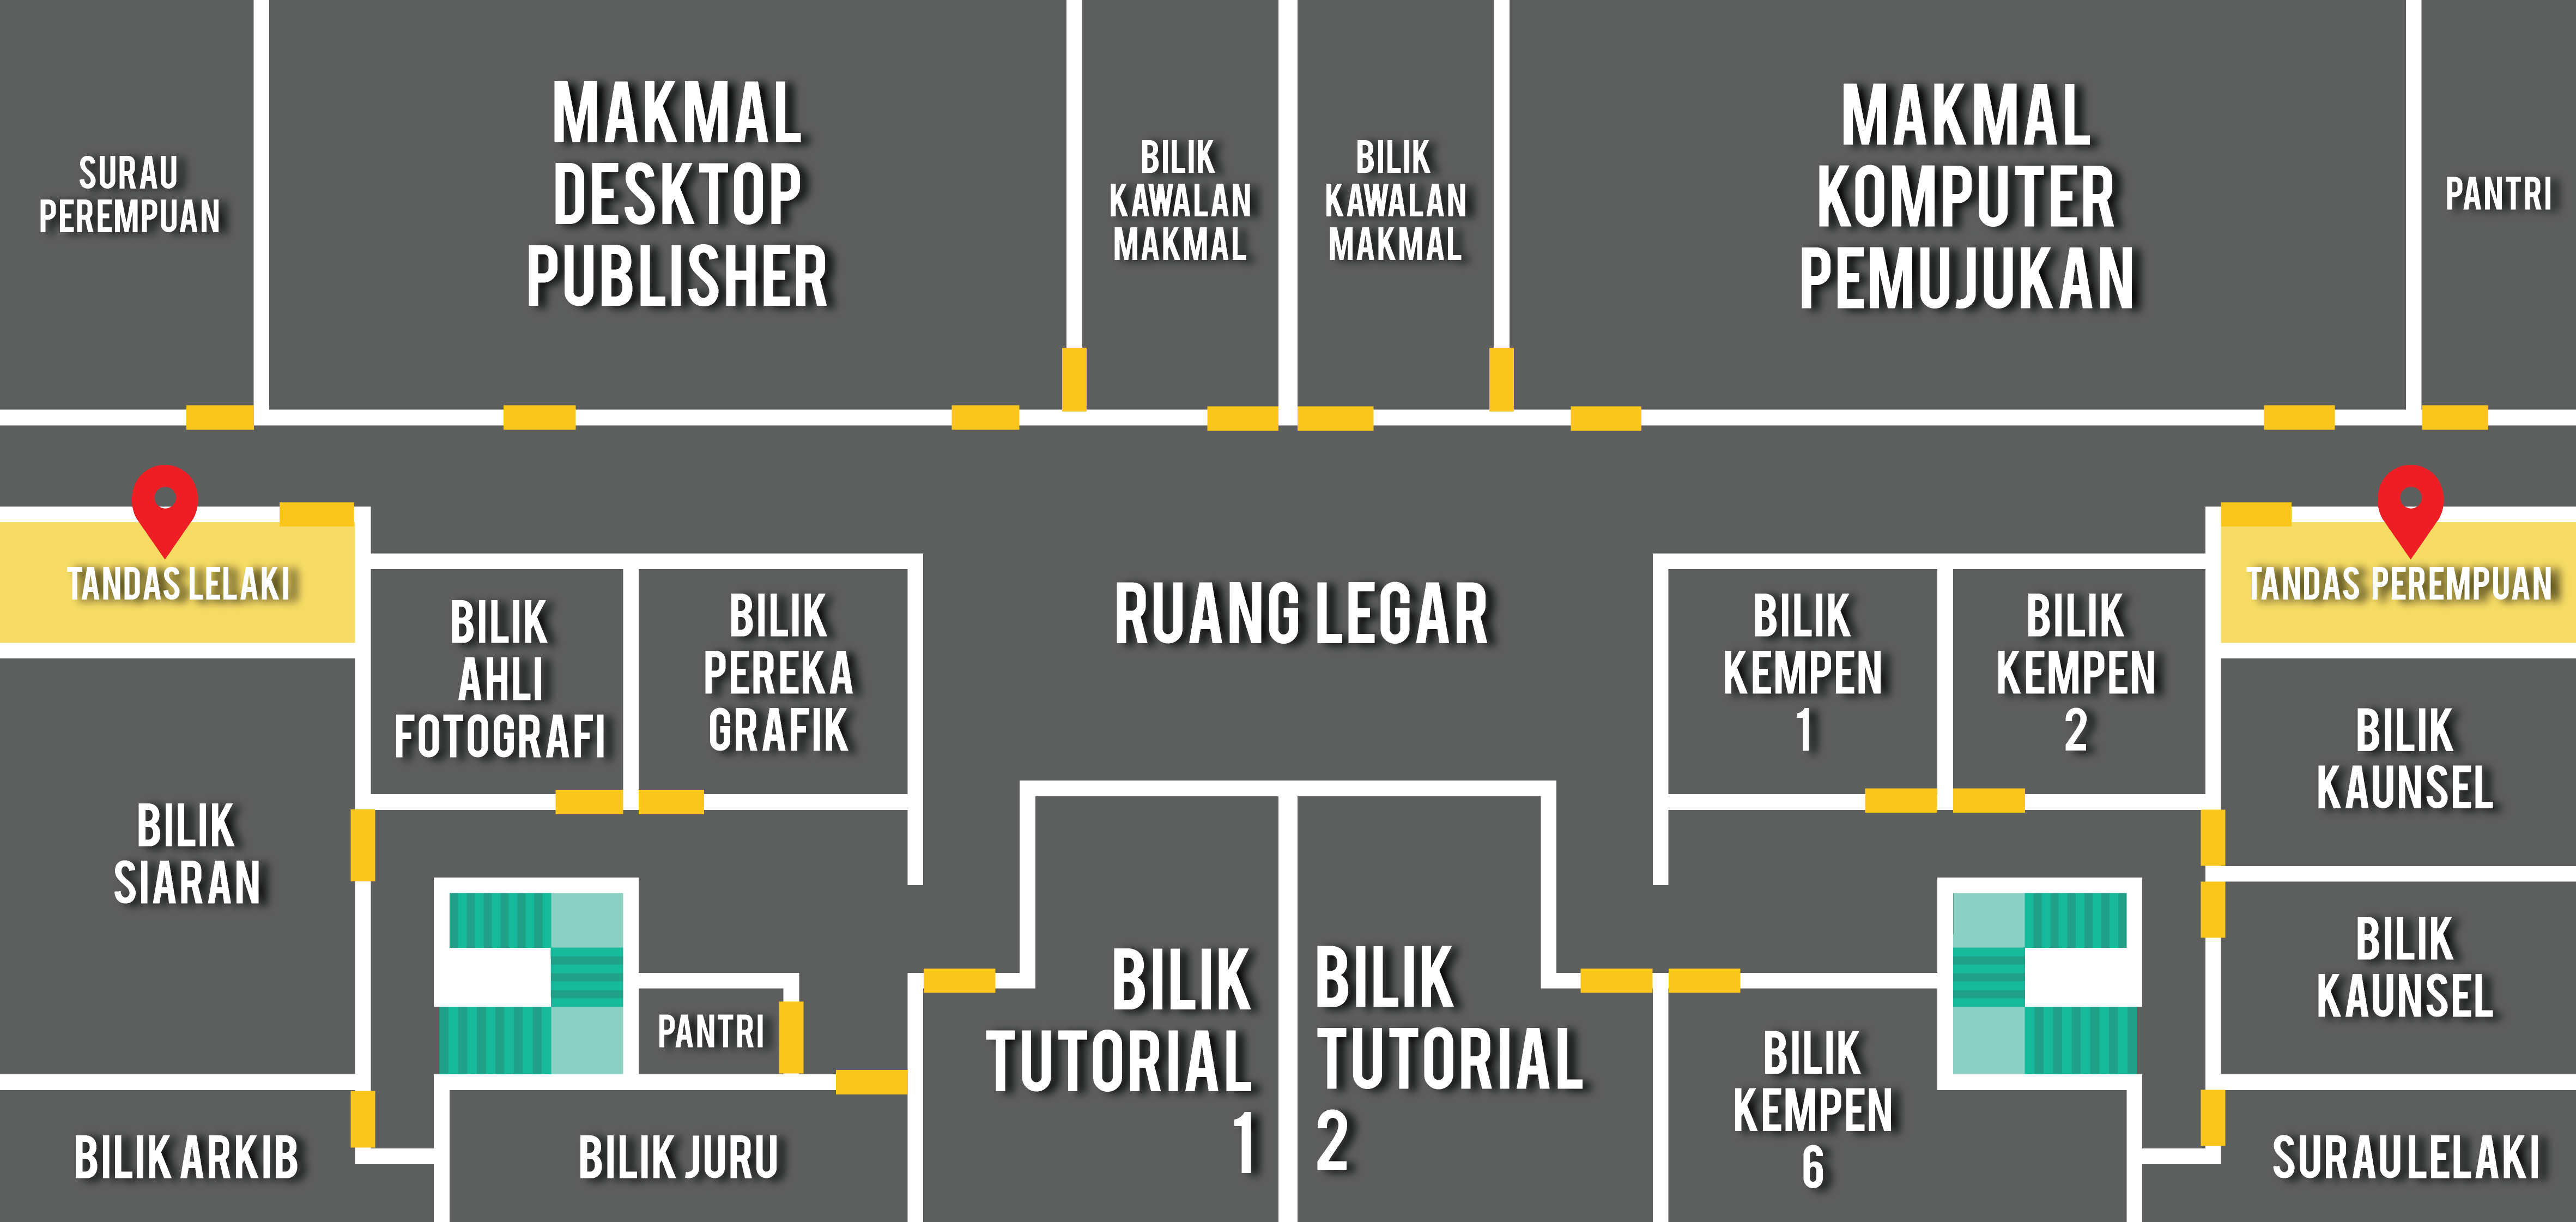 SURAU
PEREMPUAN
MAKMAL
DESKTOP
PUBLISHER
BILIK
KAWALAN
MAKMAL
BILIK
KAWALAN
MAKMAL
MAKMAL
KOMPUTER
PEMUJUKAN
PANTRI
TANDAS LELAKI
BILIK
AHLI
FOTOGRAFI
BILIK
PEREKA
GRAFIK
RUANG LEGAR
BILIK
KEMPEN
1
BILIK
KEMPEN
2
TANDAS PEREMPUAN
BILIK
KAUNSEL
BILIK
SIARAN
BILIK
KAUNSEL
PANTRI
BILIK
TUTORIAL
1
BILIK
TUTORIAL
2
BILIK
KEMPEN
6
BILIK ARKIB
BILIK JURU
SURAU LELAKI